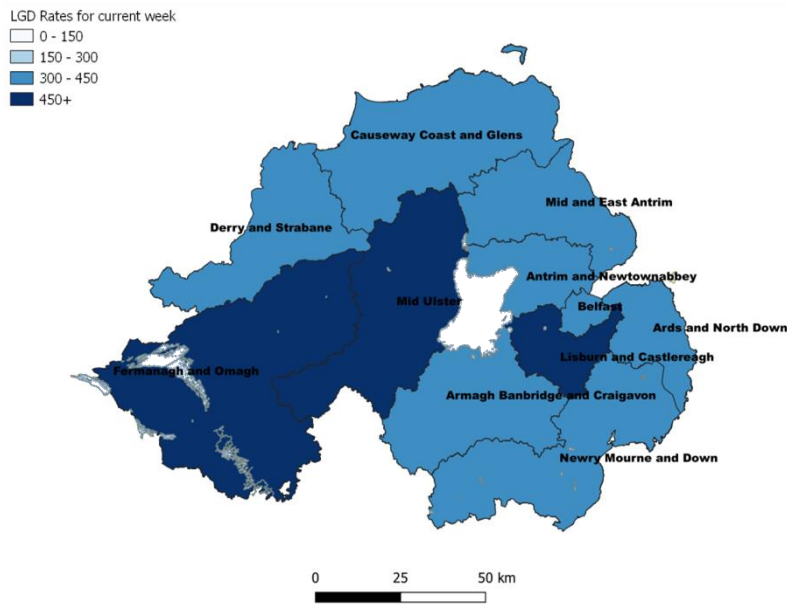 LGD Rates for current week
0 - 150
150 - 300
300 - 450
450+
Causeway Coast and Glens
Mid and East Antrim
Derry and Strabane
Antrim and Newtownabbey
Mid Ulster
Belfast
Ards and North Down
Lisburn and Castlereagh
Fermanagh and Omagh
Armagh Banbridge and Craigavon
Newry Mourne and Down
0 25 50 km